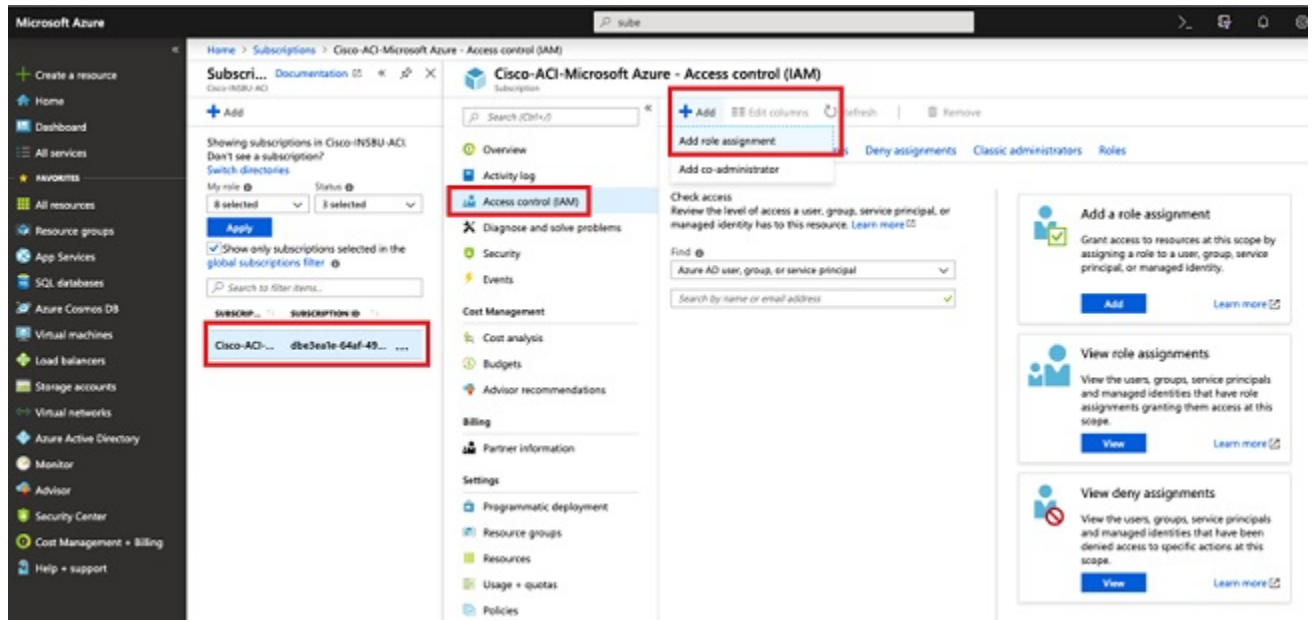 Microsoft Azure
sube
Home > Subscriptions > Cisco-ACI-Microsoft Azure - Access control (IAM)
Create a resource
Home
Dashboard
All services
FAVORITES
All resources
Resource groups
App Services
SQL databases
Azure Cosmos DB
Virtual machines
Load balancers
Storage accounts
Virtual networks
Azure Active Directory
Monitor
Advisor
Security Center
Cost Management + Billing
Help + support
Subscri... Documentation
Cisco-INSBU-ACI
Add
Showing subscriptions in Cisco-INSBU-ACI.
Don't see a subscription?
Switch directories
My role Status
8 selected 3 selected
Apply
Show only subscriptions selected in the
global subscriptions filter
Search to filter items...
SUBSCRIP... SUBSCRIPTION ID
Cisco-ACI-... dbe3ea1e-64af-49... ...
Cisco-ACI-Microsoft Azure - Access control (IAM)
Subscription
Search (Ctrl+/)
Overview
Activity log
Access control (IAM)
Diagnose and solve problems
Security
Events
Cost Management
Cost analysis
Budgets
Advisor recommendations
Billing
Partner information
Settings
Programmatic deployment
Resource groups
Resources
Usage + quotas
Policies
Add Edit columns Refresh Remove
Add role assignment
Add co-administrator
Deny assignments Classic administrators Roles
Check access
Review the level of access a user, group, service principal, or
managed identity has to this resource. Learn more
Find
Azure AD user, group, or service principal
Search by name or email address
Add a role assignment
Grant access to resources at this scope by
assigning a role to a user, group, service
principal, or managed identity.
Add Learn more
View role assignments
View the users, groups, service principals
and managed identities that have role
assignments granting them access at this
scope.
View Learn more
View deny assignments
View the users, groups, service principals
and managed identities that have been
denied access to specific actions at this
scope.
View Learn more